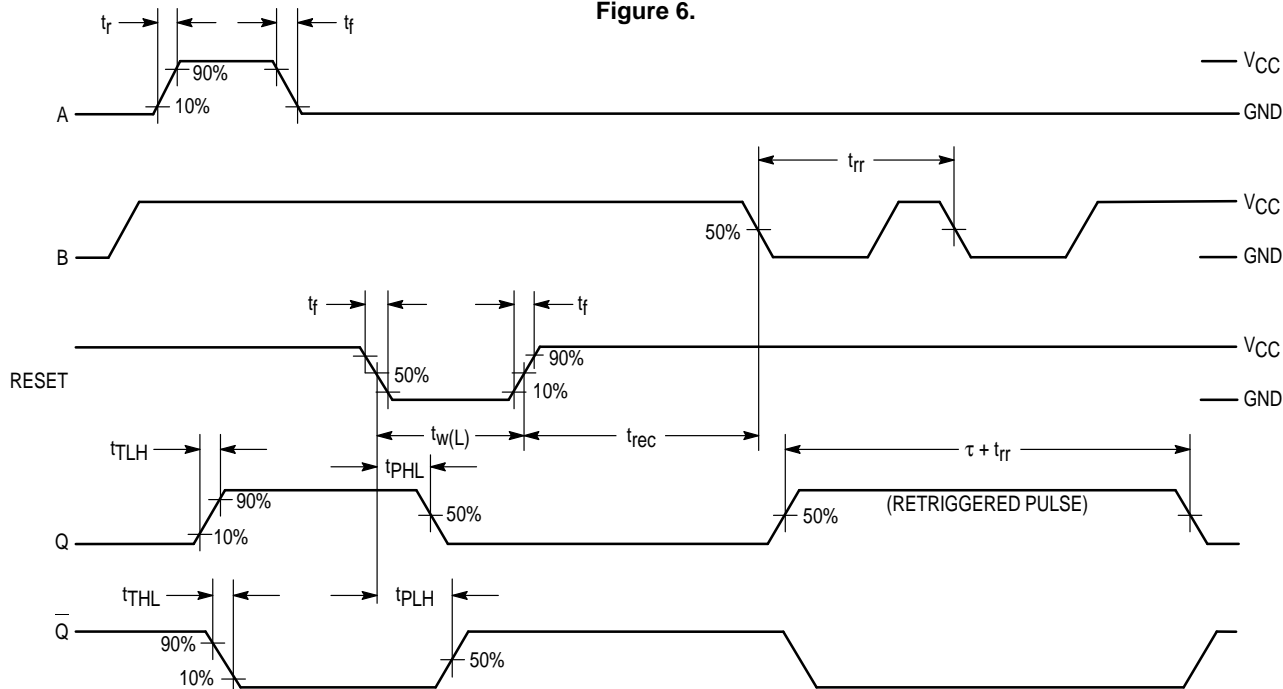 Figure 6.
tr
tf
90%
10%
A
VCC
GND
trr
50%
B
VCC
GND
tf
tf
90%
50%
10%
RESET
VCC
GND
tw(L)
trec
tTLH
tPHL
τ + trr
90%
50%
10%
50%
(RETRIGGERED PULSE)
Q
tTHL
tPLH
Q
90%
10%
50%